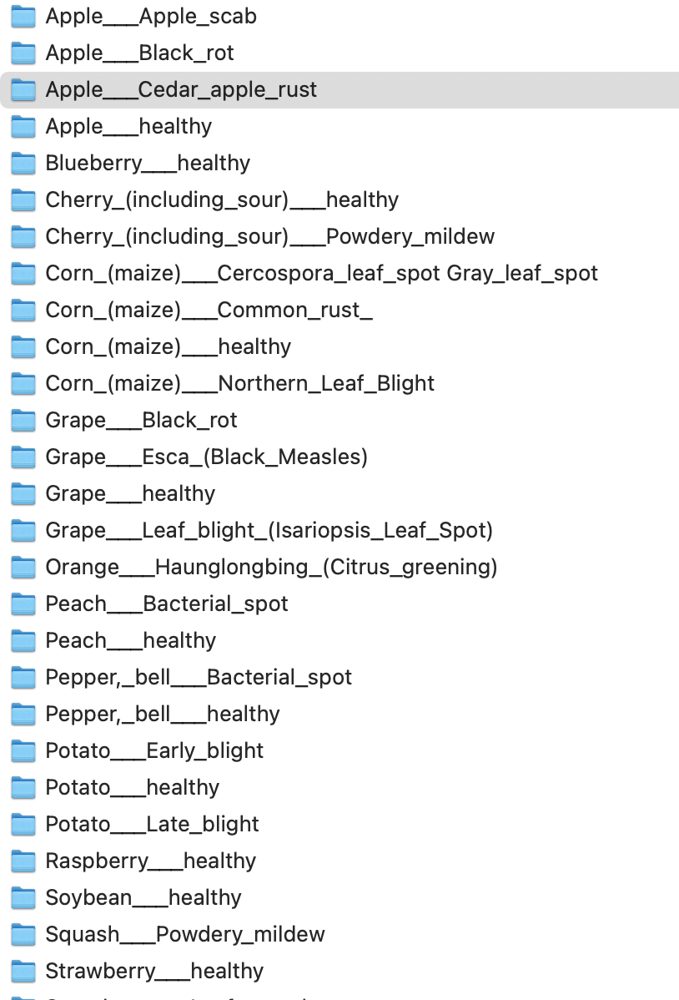 Apple___Apple_scab
Apple___Black_rot
Apple___Cedar_apple_rust
Apple___healthy
Blueberry___healthy
Cherry_(including_sour)___healthy
Cherry_(including_sour)___Powdery_mildew
Corn_(maize)___Cercospora_leaf_spot Gray_leaf_spot
Corn_(maize)___Common_rust_
Corn_(maize)___healthy
Corn_(maize)___Northern_Leaf_Blight
Grape___Black_rot
Grape___Esca_(Black_Measles)
Grape___healthy
Grape___Leaf_blight_(Isariopsis_Leaf_Spot)
Orange___Haunglongbing_(Citrus_greening)
Peach___Bacterial_spot
Peach___healthy
Pepper,_bell___Bacterial_spot
Pepper,_bell___healthy
Potato___Early_blight
Potato___healthy
Potato___Late_blight
Raspberry___healthy
Soybean___healthy
Squash___Powdery_mildew
Strawberry___healthy